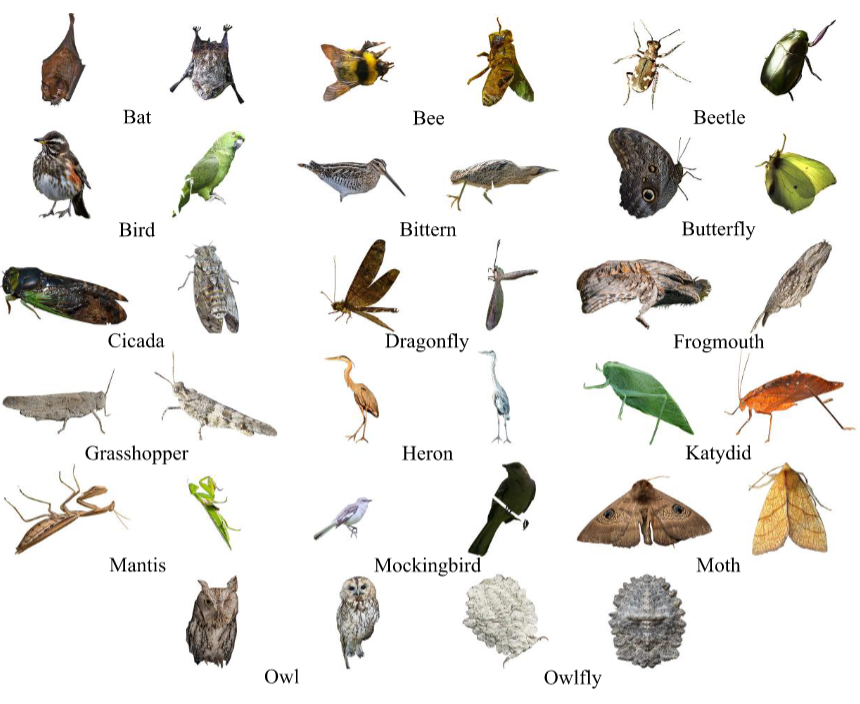 Bat
Bee
Beetle
Bird
Bittern
Butterfly
Cicada
Dragonfly
Frogmouth
Grasshopper
Heron
Katydid
Mantis
Mockingbird
Moth
Owl
Owlfly